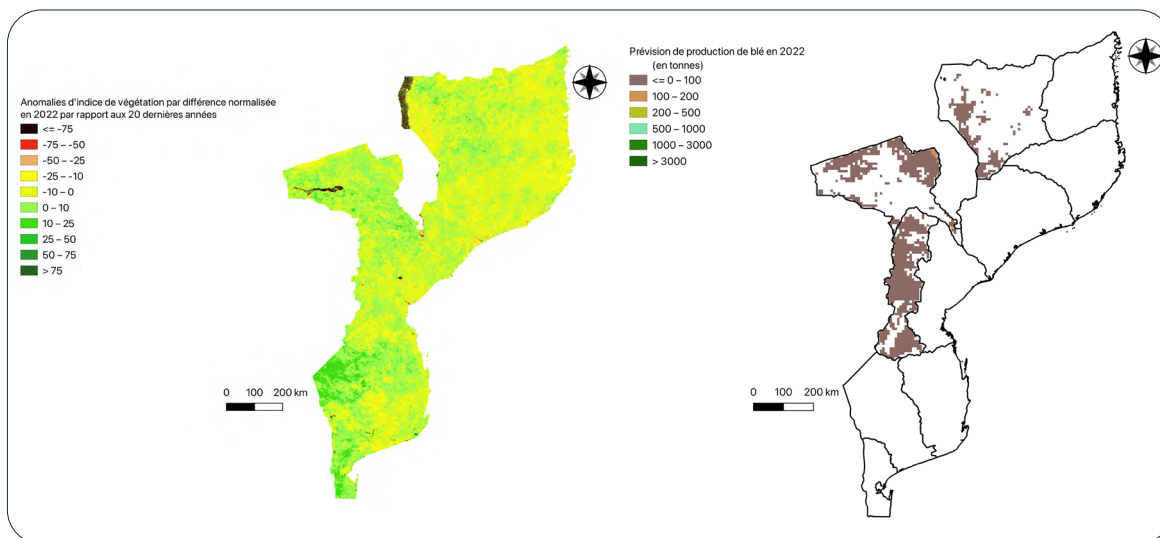 Anomalies d'indice de végétation par différence normalisée
en 2022 par rapport aux 20 dernières années
<= -75
-75 – -50
-50 – -25
-25 – -10
-10 – 0
0 – 10
10 – 25
25 – 50
50 – 75
> 75
0 100 200 km
Prévision de production de blé en 2022
(en tonnes)
<= 0 – 100
100 – 200
200 – 500
500 – 1000
1000 – 3000
> 3000
0 100 200 km